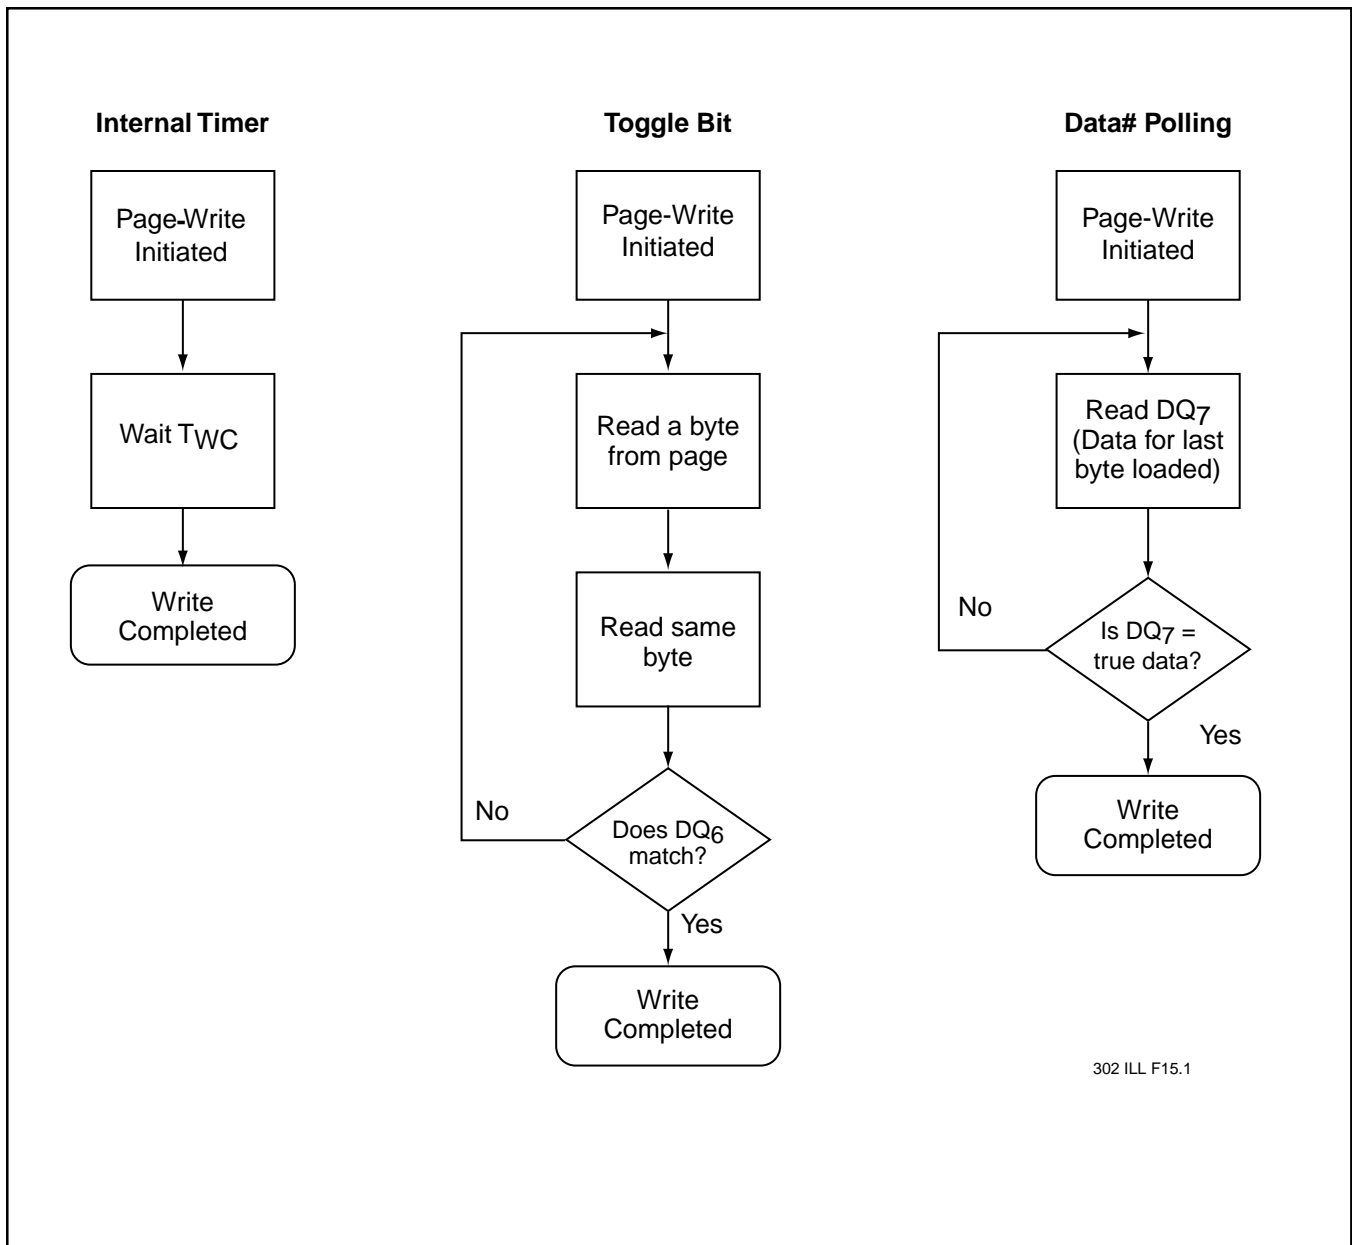 Internal Timer
Page-Write
Initiated
Wait TWC
Write
Completed
Toggle Bit
Page-Write
Initiated
Read a byte
from page
Read same
byte
No
Does DQ6
match?
Yes
Write
Completed
Data# Polling
Page-Write
Initiated
Read DQ7
(Data for last
byte loaded)
No
Is DQ7 =
true data?
Yes
Write
Completed
302 ILL F15.1